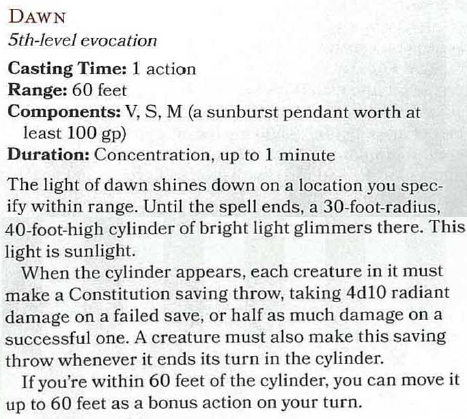 DAWN
5th-level evocation
Casting Time: 1 action
Range: 60 feet
Components: V, S, M (a sunburst pendant worth at
least 100 gp)
Duration: Concentration, up to 1 minute
The light of dawn shines down on a location you spec-
ify within range. Until the spell ends, a 30-foot-radius,
40-foot-high cylinder of bright light glimmers there. This
light is sunlight.
When the cylinder appears, each creature in it must
make a Constitution saving throw, taking 4d10 radiant
damage on a failed save, or half as much damage on a
successful one. A creature must also make this saving
throw whenever it ends its turn in the cylinder.
If you're within 60 feet of the cylinder, you can move it
up to 60 feet as a bonus action on your turn.